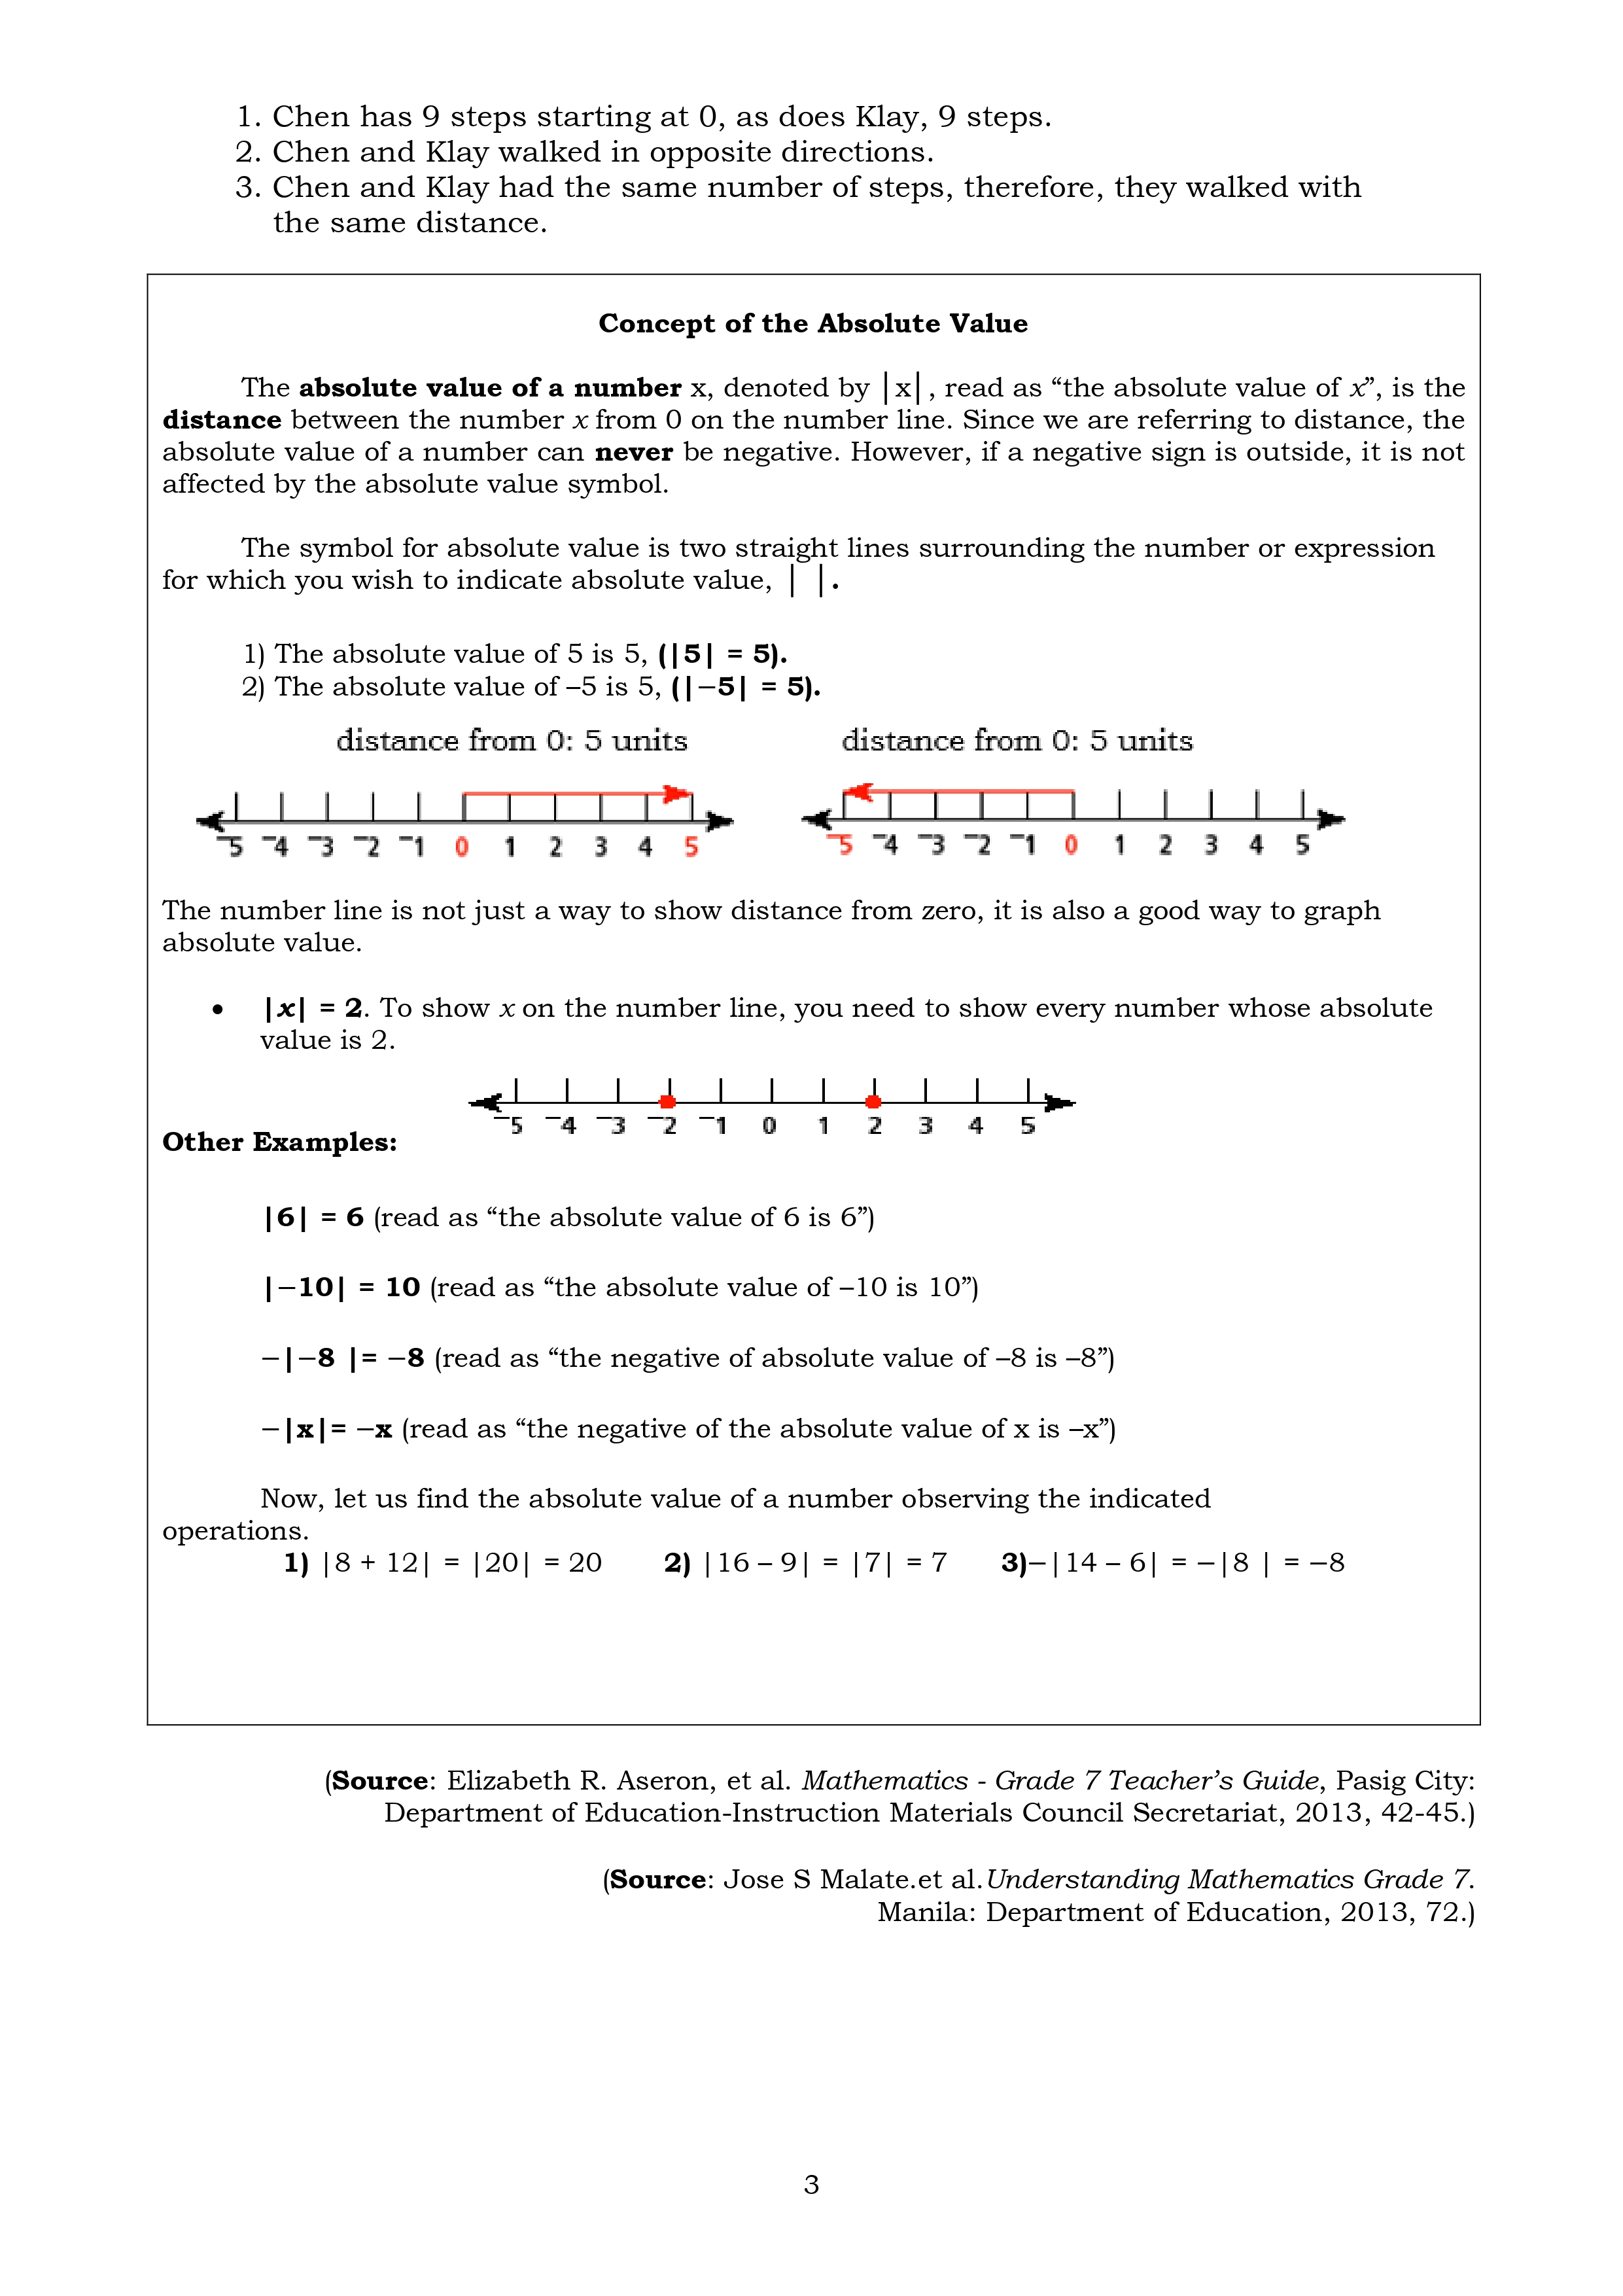 1. Chen has 9 steps starting at 0, as does Klay, 9 steps.
2. Chen and Klay walked in opposite directions.
3. Chen and Klay had the same number of steps, therefore, they walked with
the same distance.
Concept of the Absolute Value
The absolute value of a number x, denoted by |x|, read as “the absolute value of x”, is the
distance between the number x from 0 on the number line. Since we are referring to distance, the
absolute value of a number can never be negative. However, if a negative sign is outside, it is not
affected by the absolute value symbol.
The symbol for absolute value is two straight lines surrounding the number or expression
for which you wish to indicate absolute value, | |.
1) The absolute value of 5 is 5, (|5| = 5).
2) The absolute value of –5 is 5, (|−5| = 5).
distance from 0: 5 units distance from 0: 5 units
−5 −4 −3 −2 −1 0 1 2 3 4 5 −5 −4 −3 −2 −1 0 1 2 3 4 5
The number line is not just a way to show distance from zero, it is also a good way to graph
absolute value.
• |x| = 2. To show x on the number line, you need to show every number whose absolute
value is 2.
−5 −4 −3 −2 −1 0 1 2 3 4 5
Other Examples:
|6| = 6 (read as “the absolute value of 6 is 6”)
|−10| = 10 (read as “the absolute value of –10 is 10”)
−|−8 |= −8 (read as “the negative of absolute value of –8 is –8”)
−|x|= −x (read as “the negative of the absolute value of x is –x”)
Now, let us find the absolute value of a number observing the indicated
operations.
1) |8 + 12| = |20| = 20 2) |16 – 9| = |7| = 7 3)−|14 – 6| = −|8 | = −8
(Source: Elizabeth R. Aseron, et al. Mathematics - Grade 7 Teacher’s Guide, Pasig City:
Department of Education-Instruction Materials Council Secretariat, 2013, 42-45.)
(Source: Jose S Malate.et al.Understanding Mathematics Grade 7.
Manila: Department of Education, 2013, 72.)
3